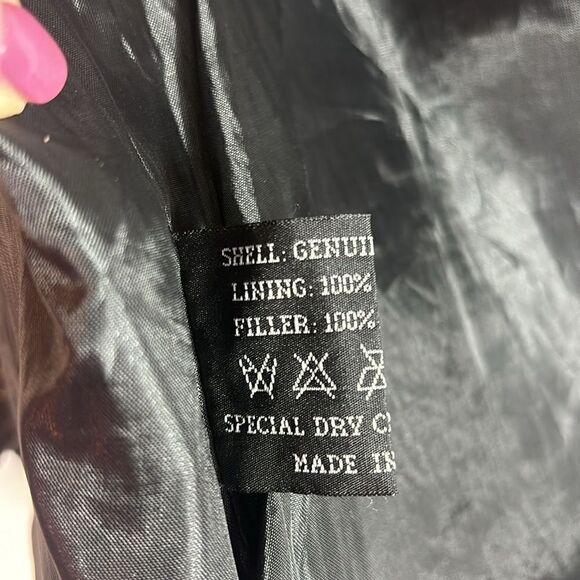 SHELL: GENUI
LINING: 100%
FILLER: 100%
SPECIAL DRY C
MADE IN